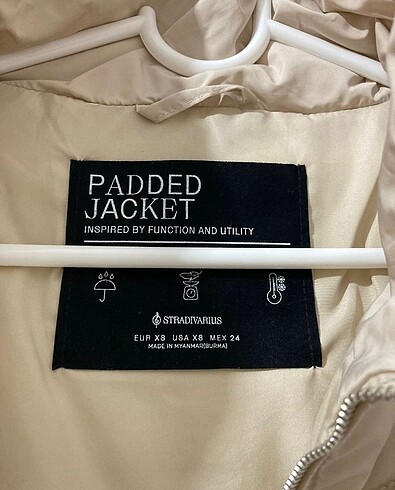 PADDED
JACKET
INSPIRED BY FUNCTION AND UTILITY
STRADIVARIUS
EUR XS USA XS MEX 24
MADE IN MYANMAR(BURMA)